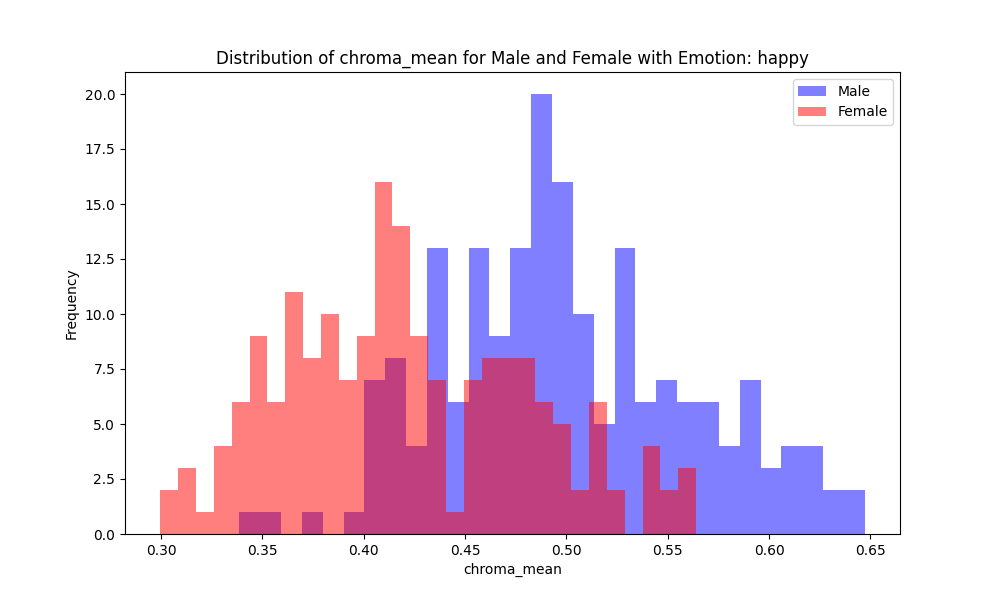 Distribution of chroma_mean for Male and Female with Emotion: happy
Male
Female
20.0
17.5
15.0
12.5
10.0
7.5
5.0
2.5
0.0
Frequency
0.30 0.35 0.40 0.45 0.50 0.55 0.60 0.65
chroma_mean